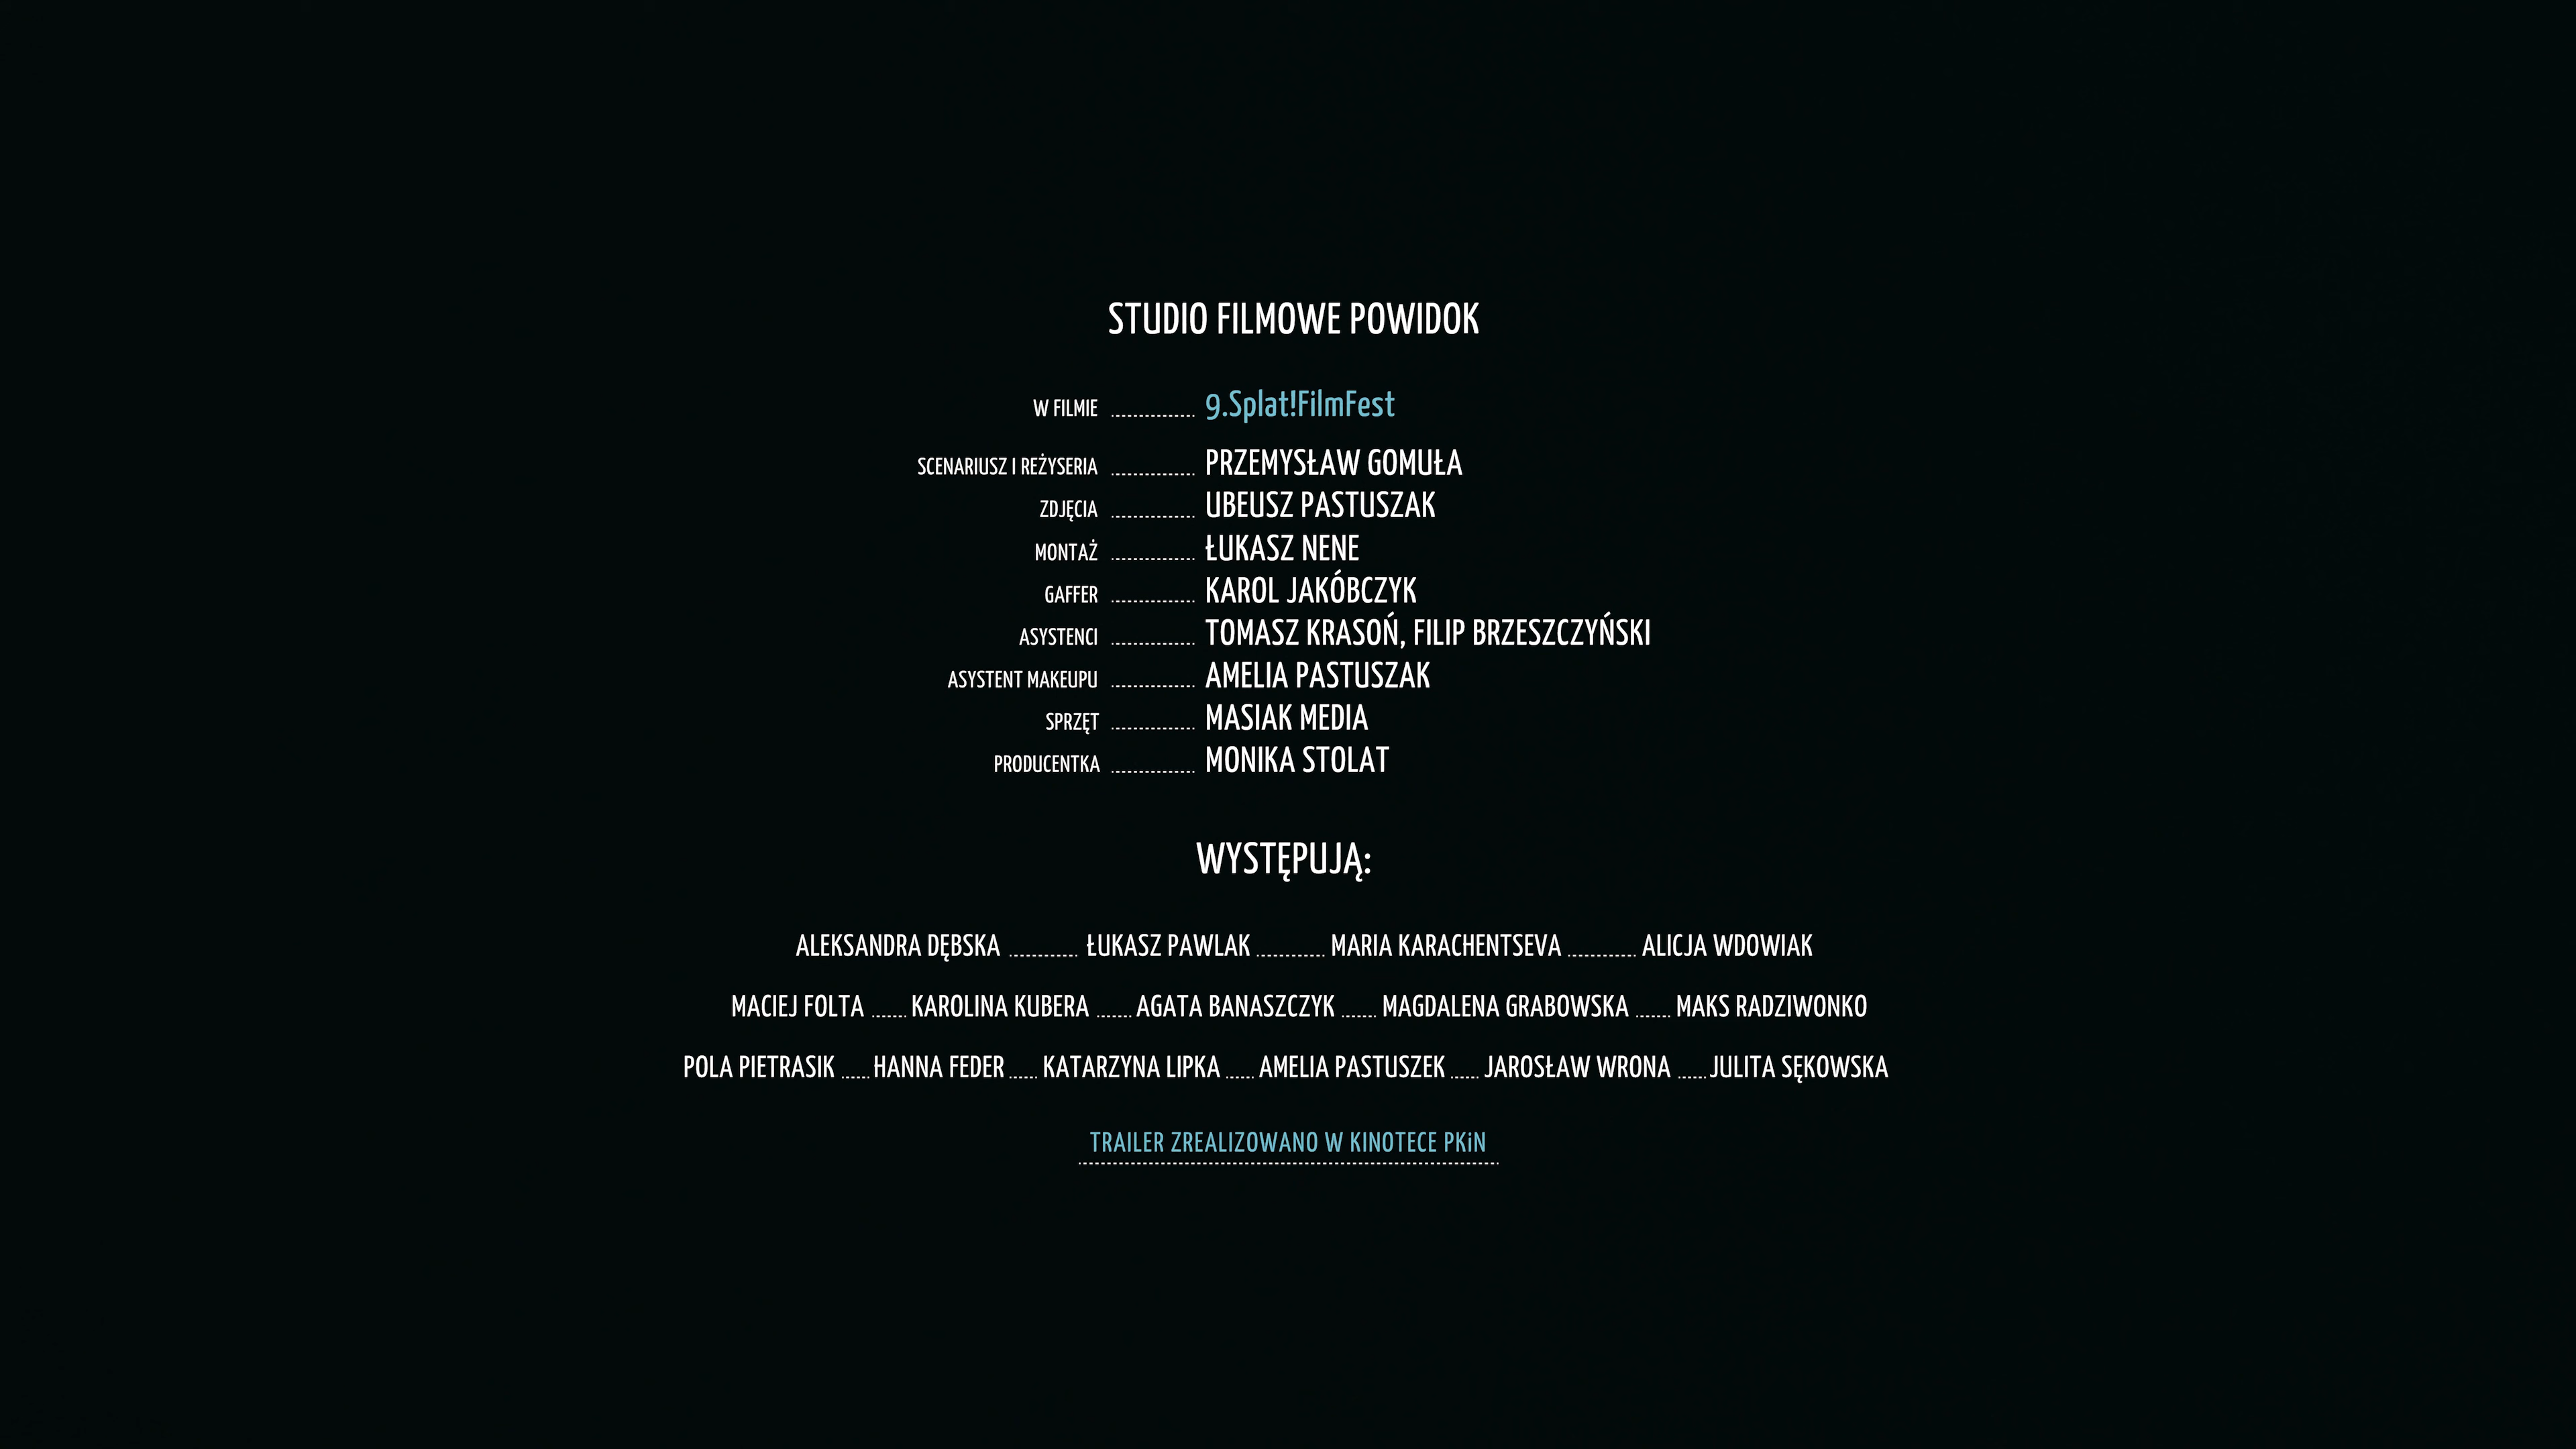 STUDIO FILMOWE POWIDOK
W FILMIE ............ 9.Splat!FilmFest
SCENARIUSZ I REŻYSERIA ............ PRZEMYSŁAW GOMUŁA
ZDJĘCIA ............ UBEUSZ PASTUSZAK
MONTAŻ ............ ŁUKASZ NENE
GAFFER ............ KAROL JAKÓBCZYK
ASYSTENCI ............ TOMASZ KRASOŃ, FILIP BRZESZCZYŃSKI
ASYSTENT MAKEUPU ............ AMELIA PASTUSZAK
SPRZĘT ............ MASIAK MEDIA
PRODUCENTKA ............ MONIKA STOLAT
WYSTĘPUJĄ:
ALEKSANDRA DĘBSKA .......... ŁUKASZ PAWLAK .......... MARIA KARACHENTSEVA .......... ALICJA WDOWIAK
MACIEJ FOLTA ..... KAROLINA KUBERA ..... AGATA BANASZCZYK ..... MAGDALENA GRABOWSKA ..... MAKS RADZIWONKO
POLA PIETRASIK .... HANNA FEDER .... KATARZYNA LIPKA .... AMELIA PASTUSZEK .... JAROSŁAW WRONA .... JULITA SĘKOWSKA
TRAILER ZREALIZOWANO W KINOTECE PKiN